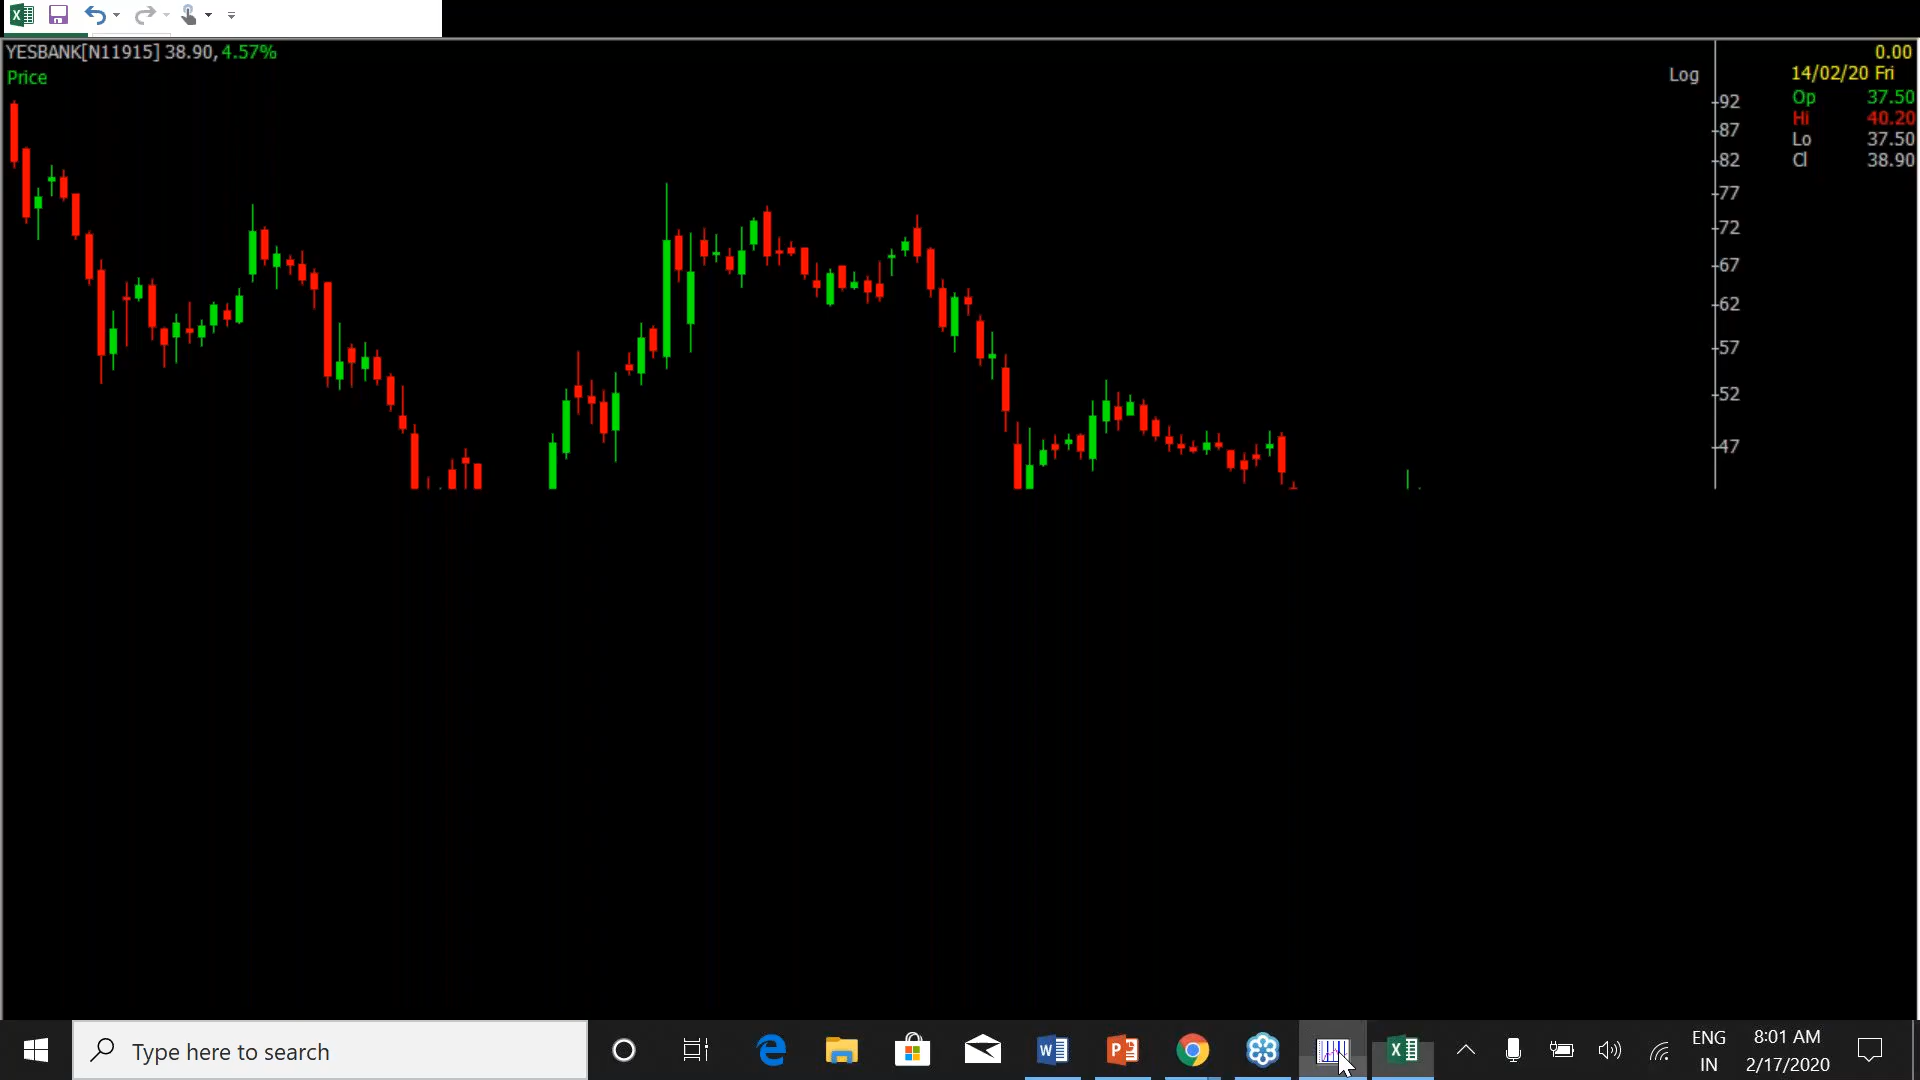 YESBANK[N11915] 38.90, 4.57%
Price
Log
0.00
14/02/20 Fri
Op 37.50
Hi 40.20
Lo 37.50
Cl 38.90
92
87
82
77
72
67
62
57
52
47
Type here to search
ENG
IN
8:01 AM
2/17/2020